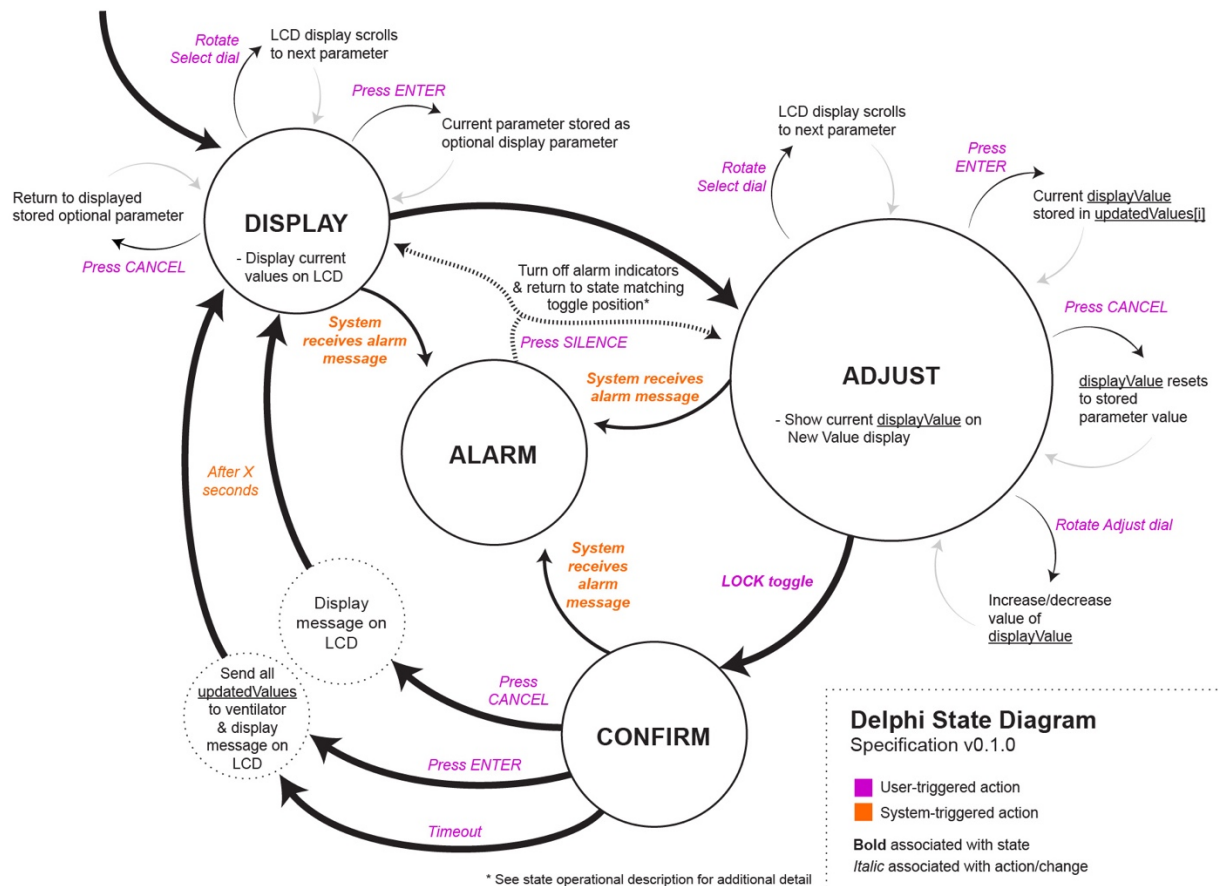 Rotate
Select dial
LCD display scrolls
to next parameter
Press ENTER
Current parameter stored as
optional display parameter
Return to displayed
stored optional parameter
Press CANCEL
DISPLAY
- Display current
values on LCD
LCD display scrolls
to next parameter
Rotate
Select dial
Press
ENTER
Current displayValue
stored in updatedValues[i]
Turn off alarm indicators
& return to state matching
toggle position*
Press SILENCE
System
receives alarm
message
System receives
alarm message
ADJUST
- Show current displayValue on
New Value display
Press CANCEL
displayValue resets
to stored
parameter value
ALARM
After X
seconds
Rotate Adjust dial
Increase/decrease
value of
displayValue
System
receives
alarm
message
LOCK toggle
Display
message on
LCD
Send all
updatedValues
to ventilator
& display
message on
LCD
Press
CANCEL
CONFIRM
Press ENTER
Timeout
Delphi State Diagram
Specification v0.1.0
User-triggered action
System-triggered action
Bold associated with state
Italic associated with action/change
* See state operational description for additional detail